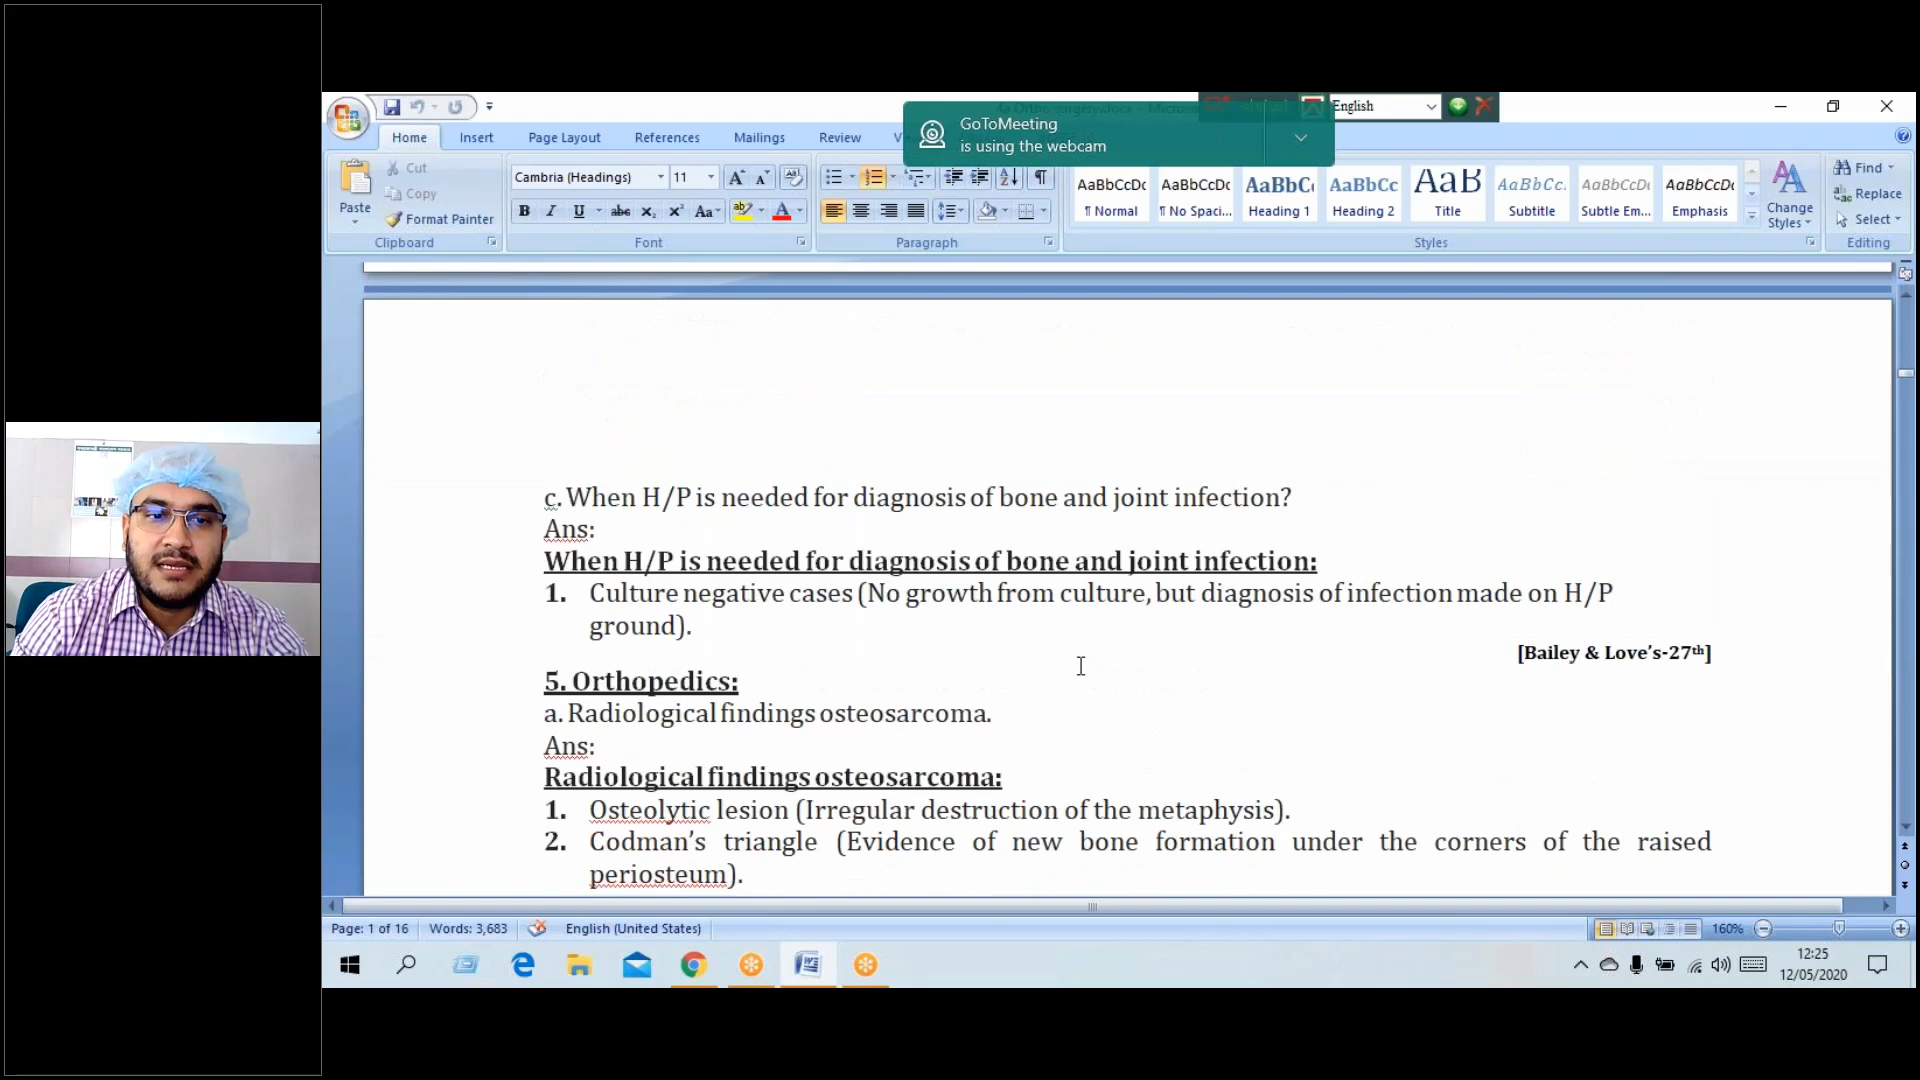 English
GoToMeeting
is using the webcam
Home Insert Page Layout References Mailings Review
Paste
Cut
Copy
Format Painter
Clipboard
Cambria (Headings) 11
Font
Paragraph
AaBbCcDc AaBbCcDc AaBbC AaBbCc AaB AaBbCc. AaBbCcDc AaBbCcDc
¶ Normal ¶ No Spaci... Heading 1 Heading 2 Title Subtitle Subtle Em... Emphasis
Change
Styles
Styles
Find
Replace
Select
Editing
c. When H/P is needed for diagnosis of bone and joint infection?
Ans:
When H/P is needed for diagnosis of bone and joint infection:
1. Culture negative cases (No growth from culture, but diagnosis of infection made on H/P
ground).
[Bailey & Love's-27th]
5. Orthopedics:
a. Radiological findings osteosarcoma.
Ans:
Radiological findings osteosarcoma:
1. Osteolytic lesion (Irregular destruction of the metaphysis).
2. Codman's triangle (Evidence of new bone formation under the corners of the raised
periosteum).
Page: 1 of 16 Words: 3,683 English (United States) 160%
12:25
12/05/2020